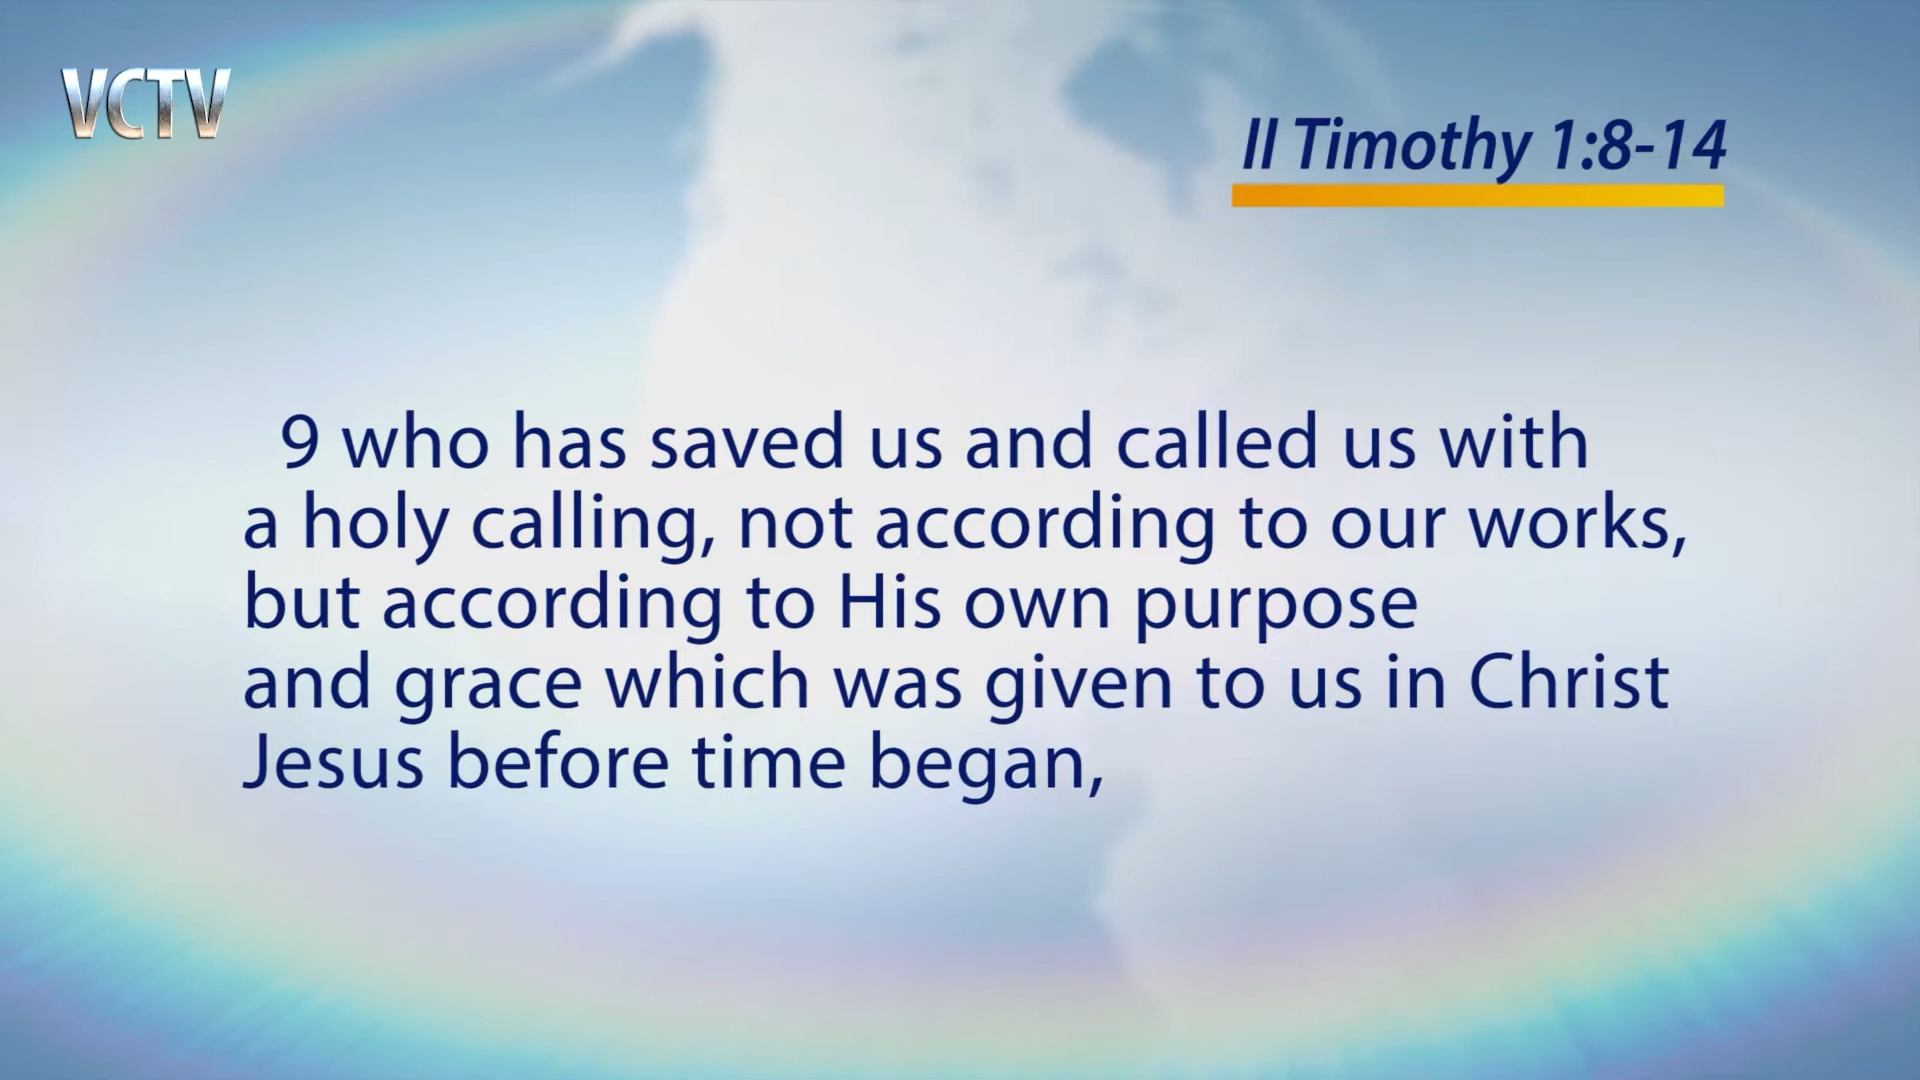 VCTV
II Timothy 1:8-14
9 who has saved us and called us with
a holy calling, not according to our works,
but according to His own purpose
and grace which was given to us in Christ
Jesus before time began,